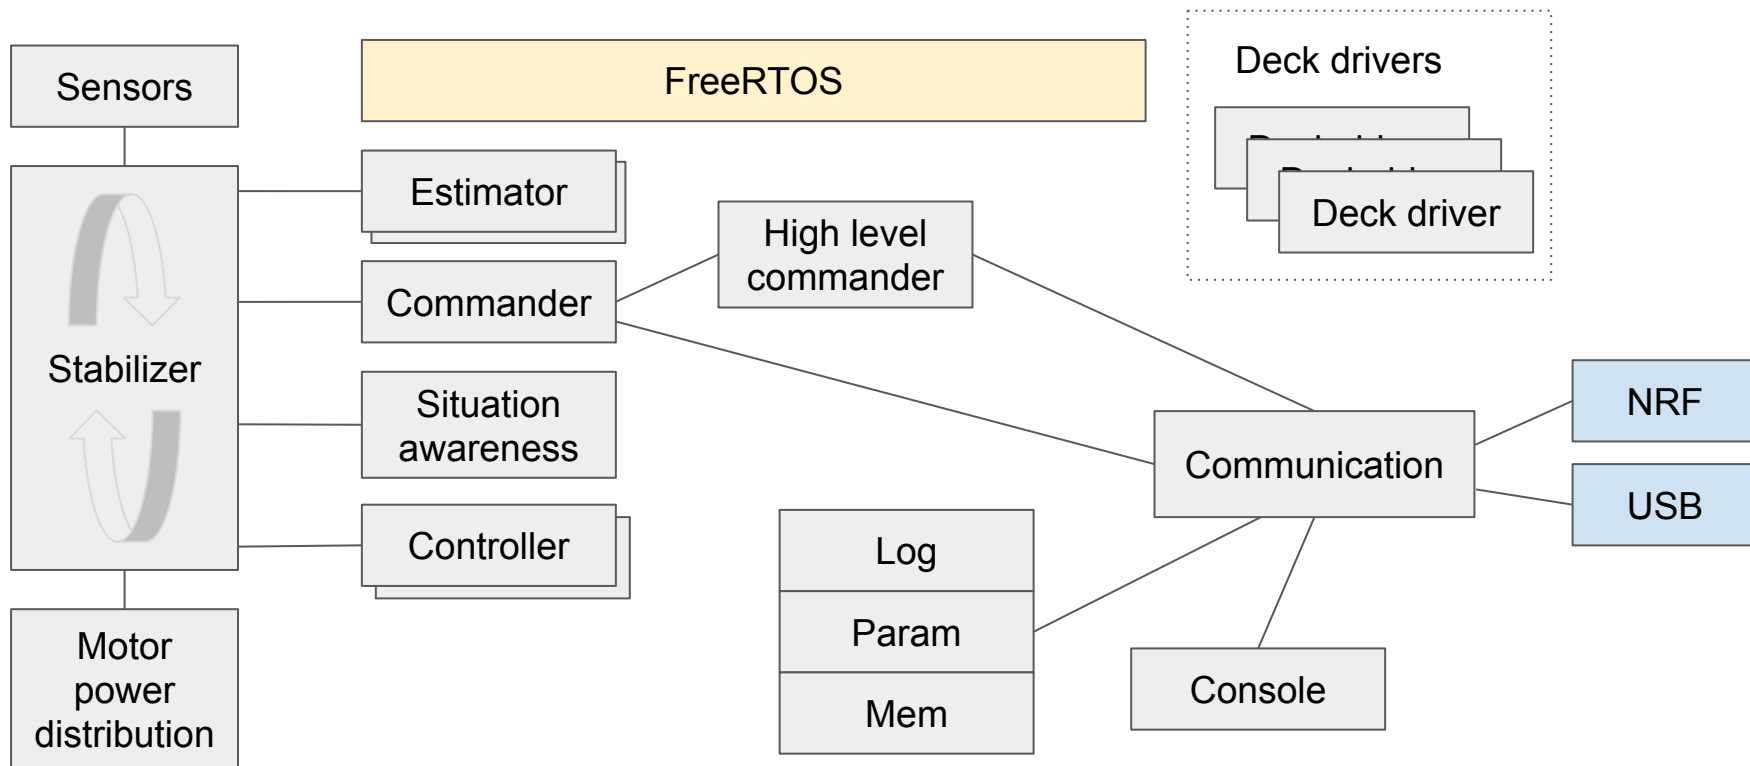 Sensors
FreeRTOS
Deck drivers
Deck driver
Estimator
High level
commander
Commander
Stabilizer
Situation
awareness
NRF
Communication
USB
Controller
Log
Param
Mem
Console
Motor
power
distribution